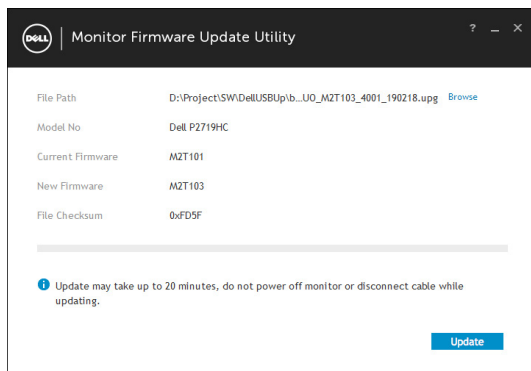 DELL Monitor Firmware Update Utility ? _ X
File Path D:\Project\SW\DellUSBUp\b...UO_M2T103_4001_190218.upg Browse
Model No Dell P2719HC
Current Firmware M2T101
New Firmware M2T103
File Checksum 0xFD5F
i Update may take up to 20 minutes, do not power off monitor or disconnect cable while
updating.
Update